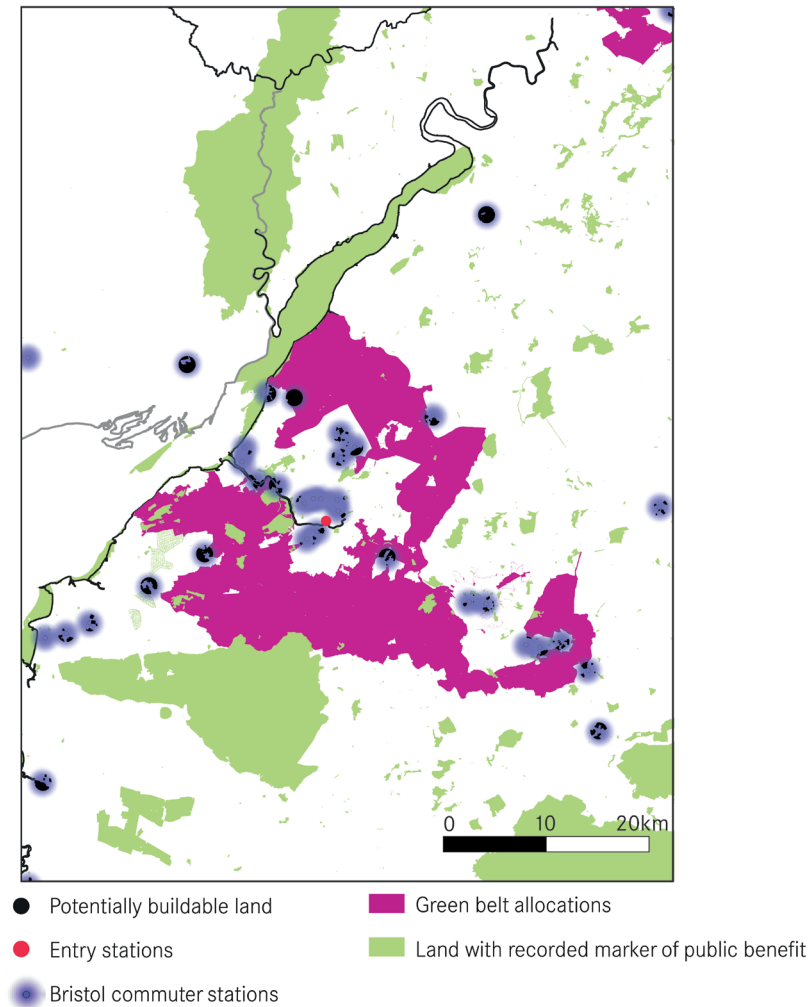 0 10 20km
Potentially buildable land
Green belt allocations
Entry stations
Land with recorded marker of public benefit
Bristol commuter stations